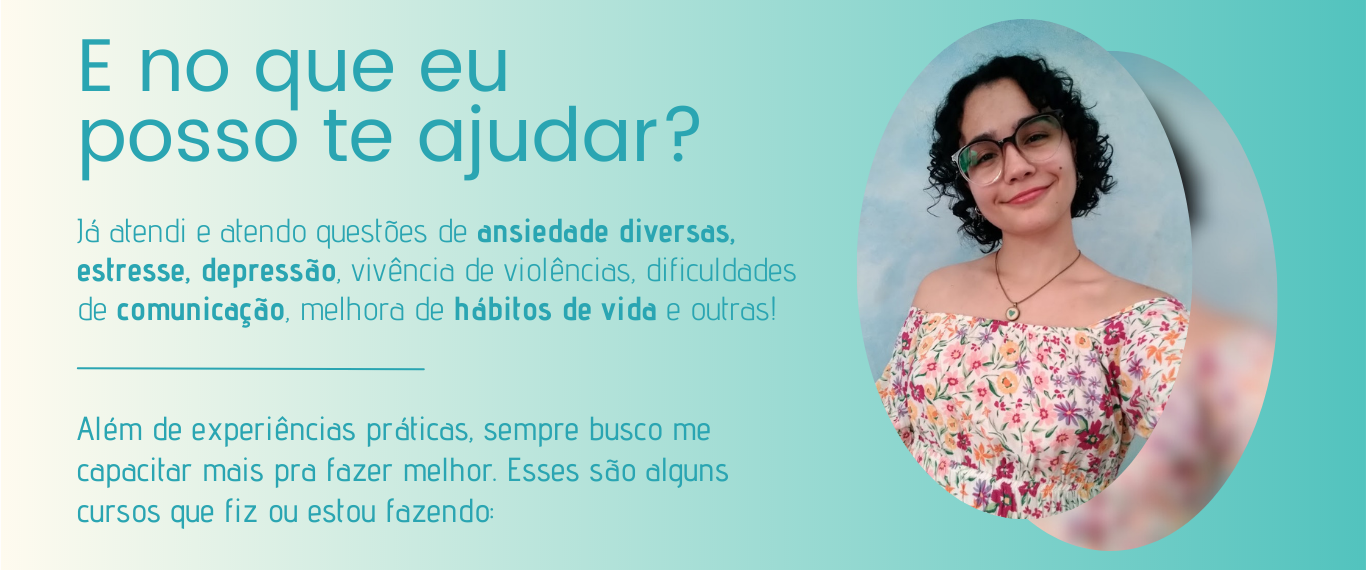 E no que eu
posso te ajudar?
Já atendi e atendo questões de ansiedade diversas,
estresse, depressão, vivência de violências, dificuldades
de comunicação, melhora de hábitos de vida e outras!
Além de experiências práticas, sempre busco me
capacitar mais pra fazer melhor. Esses são alguns
cursos que fiz ou estou fazendo: